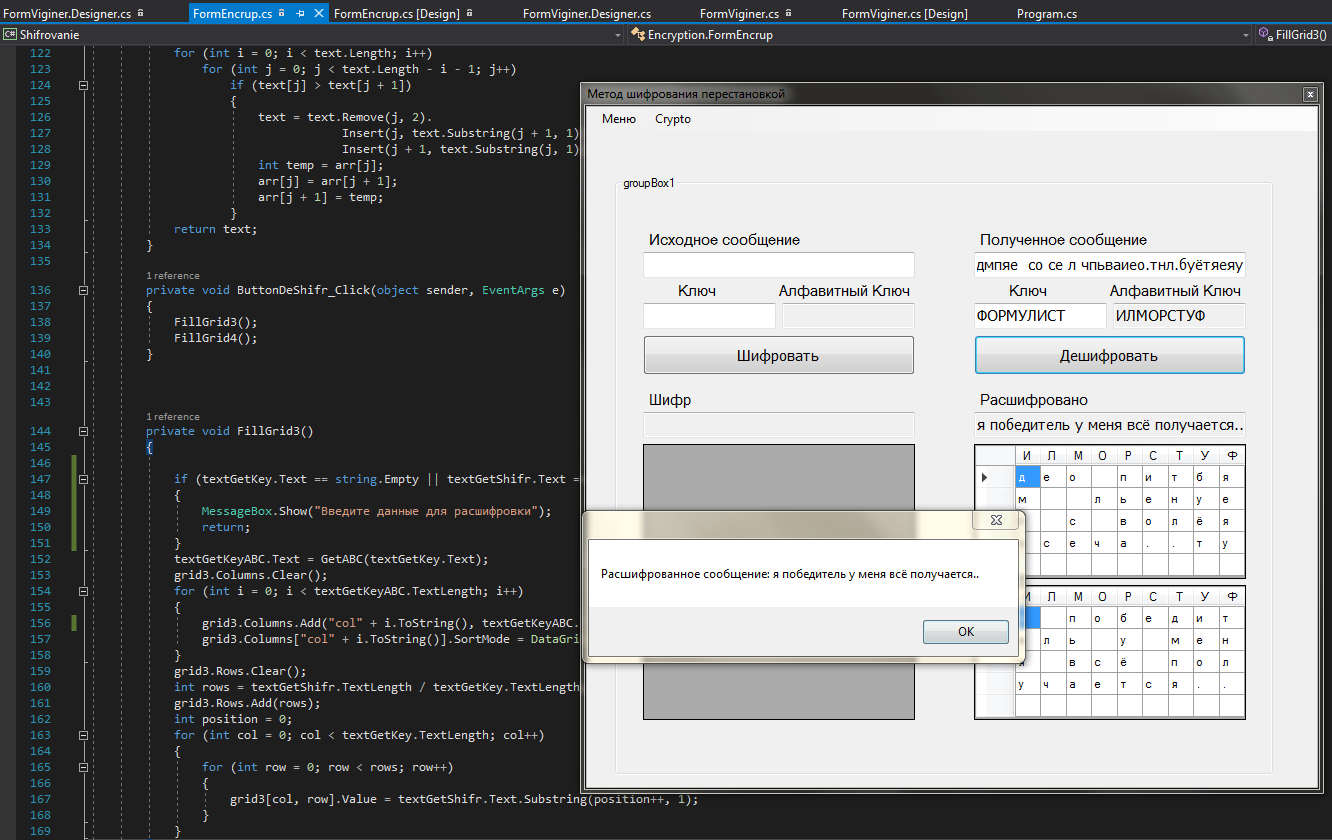 FormViginer.Designer.cs
FormEncrup.cs
FormEncrup.cs [Design]
FormViginer.Designer.cs
FormViginer.cs
FormViginer.cs [Design]
Program.cs
C# Shifrovanie
Encryption.FormEncrup
FillGrid3()
122 for (int i = 0; i < text.Length; i++)
123 for (int j = 0; j < text.Length - i - 1; j++)
124 if (text[j] > text[j + 1])
125 {
126 text = text.Remove(j, 2).
127 Insert(j, text.Substring(j + 1, 1)
128 Insert(j + 1, text.Substring(j, 1)
129 int temp = arr[j];
130 arr[j] = arr[j + 1];
131 arr[j + 1] = temp;
132 }
133 return text;
134 }
135
1 reference
136 private void ButtonDeShifr_Click(object sender, EventArgs e)
137 {
138 FillGrid3();
139 FillGrid4();
140 }
141
142
143
1 reference
144 private void FillGrid3()
145 {
146
147 if (textGetKey.Text == string.Empty || textGetShifr.Text =
148 {
149 MessageBox.Show("Введите данные для расшифровки");
150 return;
151 }
152 textGetKeyABC.Text = GetABC(textGetKey.Text);
153 grid3.Columns.Clear();
154 for (int i = 0; i < textGetKeyABC.TextLength; i++)
155 {
156 grid3.Columns.Add("col" + i.ToString(), textGetKeyABC.
157 grid3.Columns["col" + i.ToString()].SortMode = DataGri
158 }
159 grid3.Rows.Clear();
160 int rows = textGetShifr.TextLength / textGetKey.TextLength
161 grid3.Rows.Add(rows);
162 int position = 0;
163 for (int col = 0; col < textGetKey.TextLength; col++)
164 {
165 for (int row = 0; row < rows; row++)
166 {
167 grid3[col, row].Value = textGetShifr.Text.Substring(position++, 1);
168 }
169 }
Метод шифрования перестановкой
Меню Crypto
groupBox1
Исходное сообщение
Ключ Алфавитный Ключ
Шифровать
Шифр
Полученное сообщение
дмпяе со се л чпьваиео.тнл.буётяеяу
Ключ Алфавитный Ключ
ФОРМУЛИСТ ИЛМОРСТУФ
Дешифровать
Расшифровано
я победитель у меня всё получается..
И Л М О Р С Т У Ф
д е о п и т б я
м л ь е н у е
с в о л ё я
с е ч а . . т у
Расшифрованное сообщение: я победитель у меня всё получается..
OK
И Л М О Р С Т У Ф
п о б е д и т
л ь у м е н
я в с ё п о л
у ч а е т с я . .